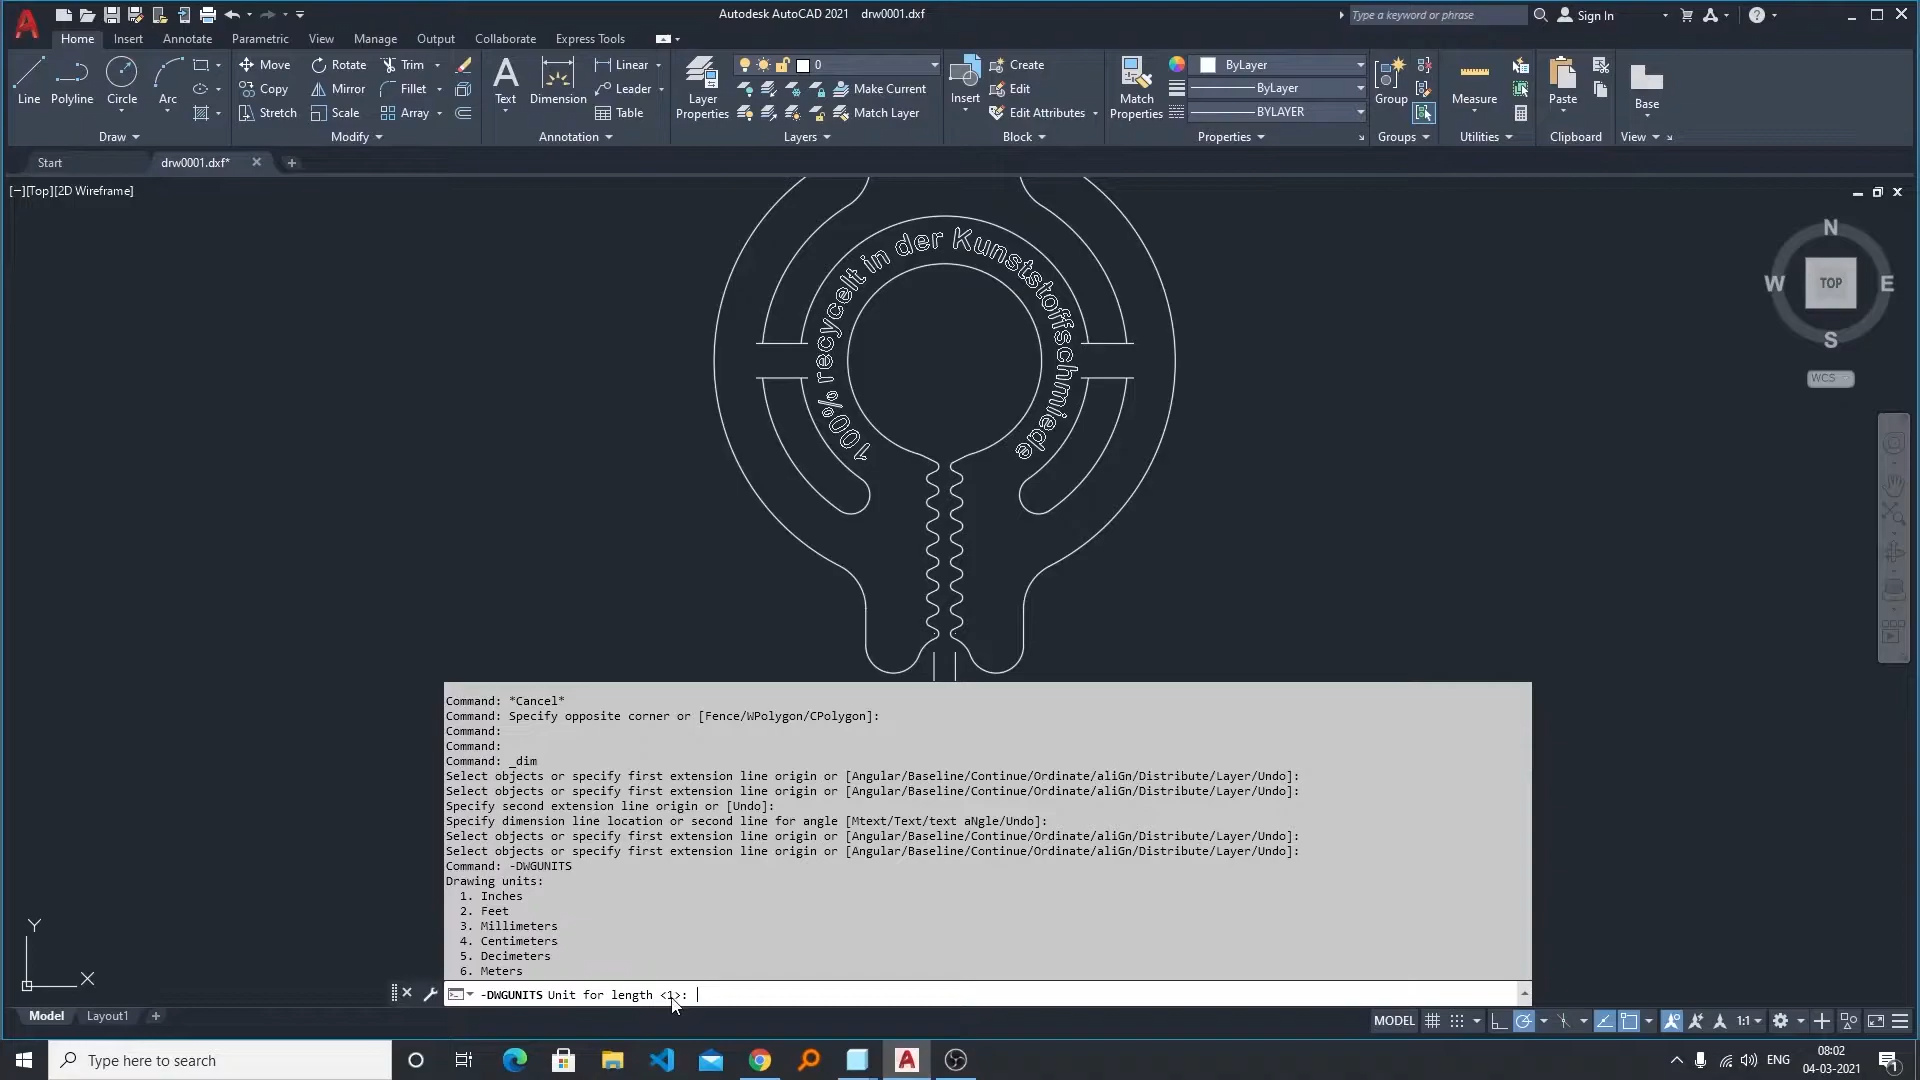 Autodesk AutoCAD 2021 drw0001.dxf
Type a keyword or phrase
Sign In
Home Insert Annotate Parametric View Manage Output Collaborate Express Tools
Line Polyline Circle Arc
Move Rotate Trim
Copy Mirror Fillet
Stretch Scale Array
Text Dimension
Linear
Leader
Table
Layer Properties
0
Make Current
Match Layer
Insert
Create
Edit
Edit Attributes
Match Properties
ByLayer
ByLayer
BYLAYER
Group
Measure
Paste
Base
Draw Modify Annotation Layers Block Properties Groups Utilities Clipboard View
Start drw0001.dxf*
[−][Top][2D Wireframe]
N
W TOP E
S
WCS
100% recycelt in der Kunststoffschmiede
Command: *Cancel*
Command: Specify opposite corner or [Fence/WPolygon/CPolygon]:
Command:
Command:
Command: _dim
Select objects or specify first extension line origin or [Angular/Baseline/Continue/Ordinate/aliGn/Distribute/Layer/Undo]:
Select objects or specify first extension line origin or [Angular/Baseline/Continue/Ordinate/aliGn/Distribute/Layer/Undo]:
Specify second extension line origin or [Undo]:
Specify dimension line location or second line for angle [Mtext/Text/text aNgle/Undo]:
Select objects or specify first extension line origin or [Angular/Baseline/Continue/Ordinate/aliGn/Distribute/Layer/Undo]:
Select objects or specify first extension line origin or [Angular/Baseline/Continue/Ordinate/aliGn/Distribute/Layer/Undo]:
Command: -DWGUNITS
Drawing units:
1. Inches
2. Feet
3. Millimeters
4. Centimeters
5. Decimeters
6. Meters
-DWGUNITS Unit for length <1>:
Y
X
Model Layout1
MODEL 1:1
Type here to search
ENG
08:02
04-03-2021
1